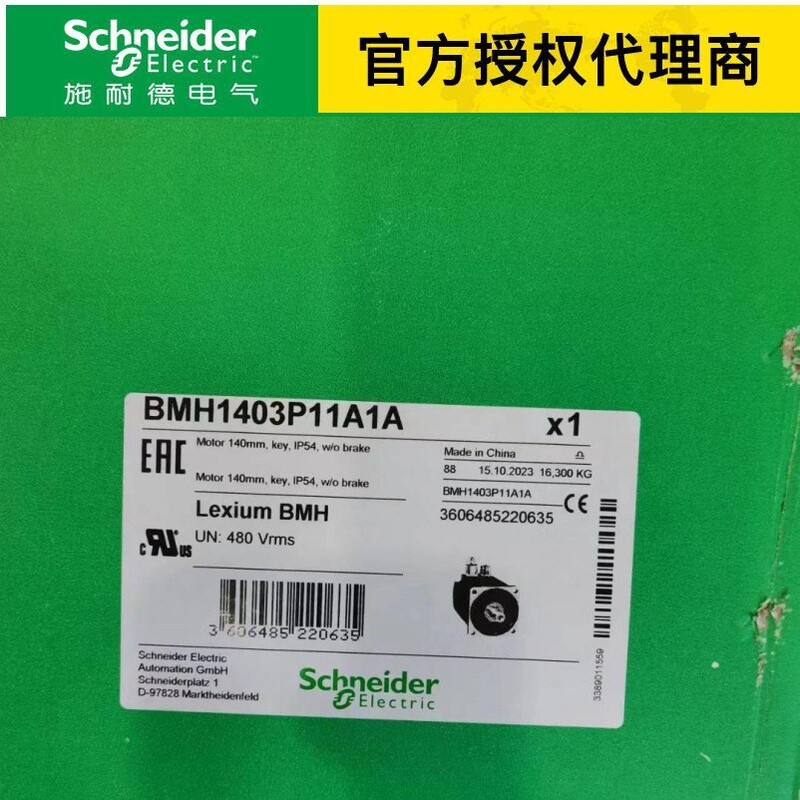 Schneider
Electric™
施耐德电气
官方授权代理商
BMH1403P11A1A
x1
EAC
Motor 140mm, key, IP54, w/o brake
Motor 140mm, key, IP54, w/o brake
Made in China
88 15.10.2023 16,300 KG
BMH1403P11A1A
CE
3606485220635
Lexium BMH
UN: 480 Vrms
c RU us
3 606485 220635
3389011559
Schneider Electric
Automation GmbH
Schneiderplatz 1
D-97828 Marktheidenfeld
Schneider
Electric